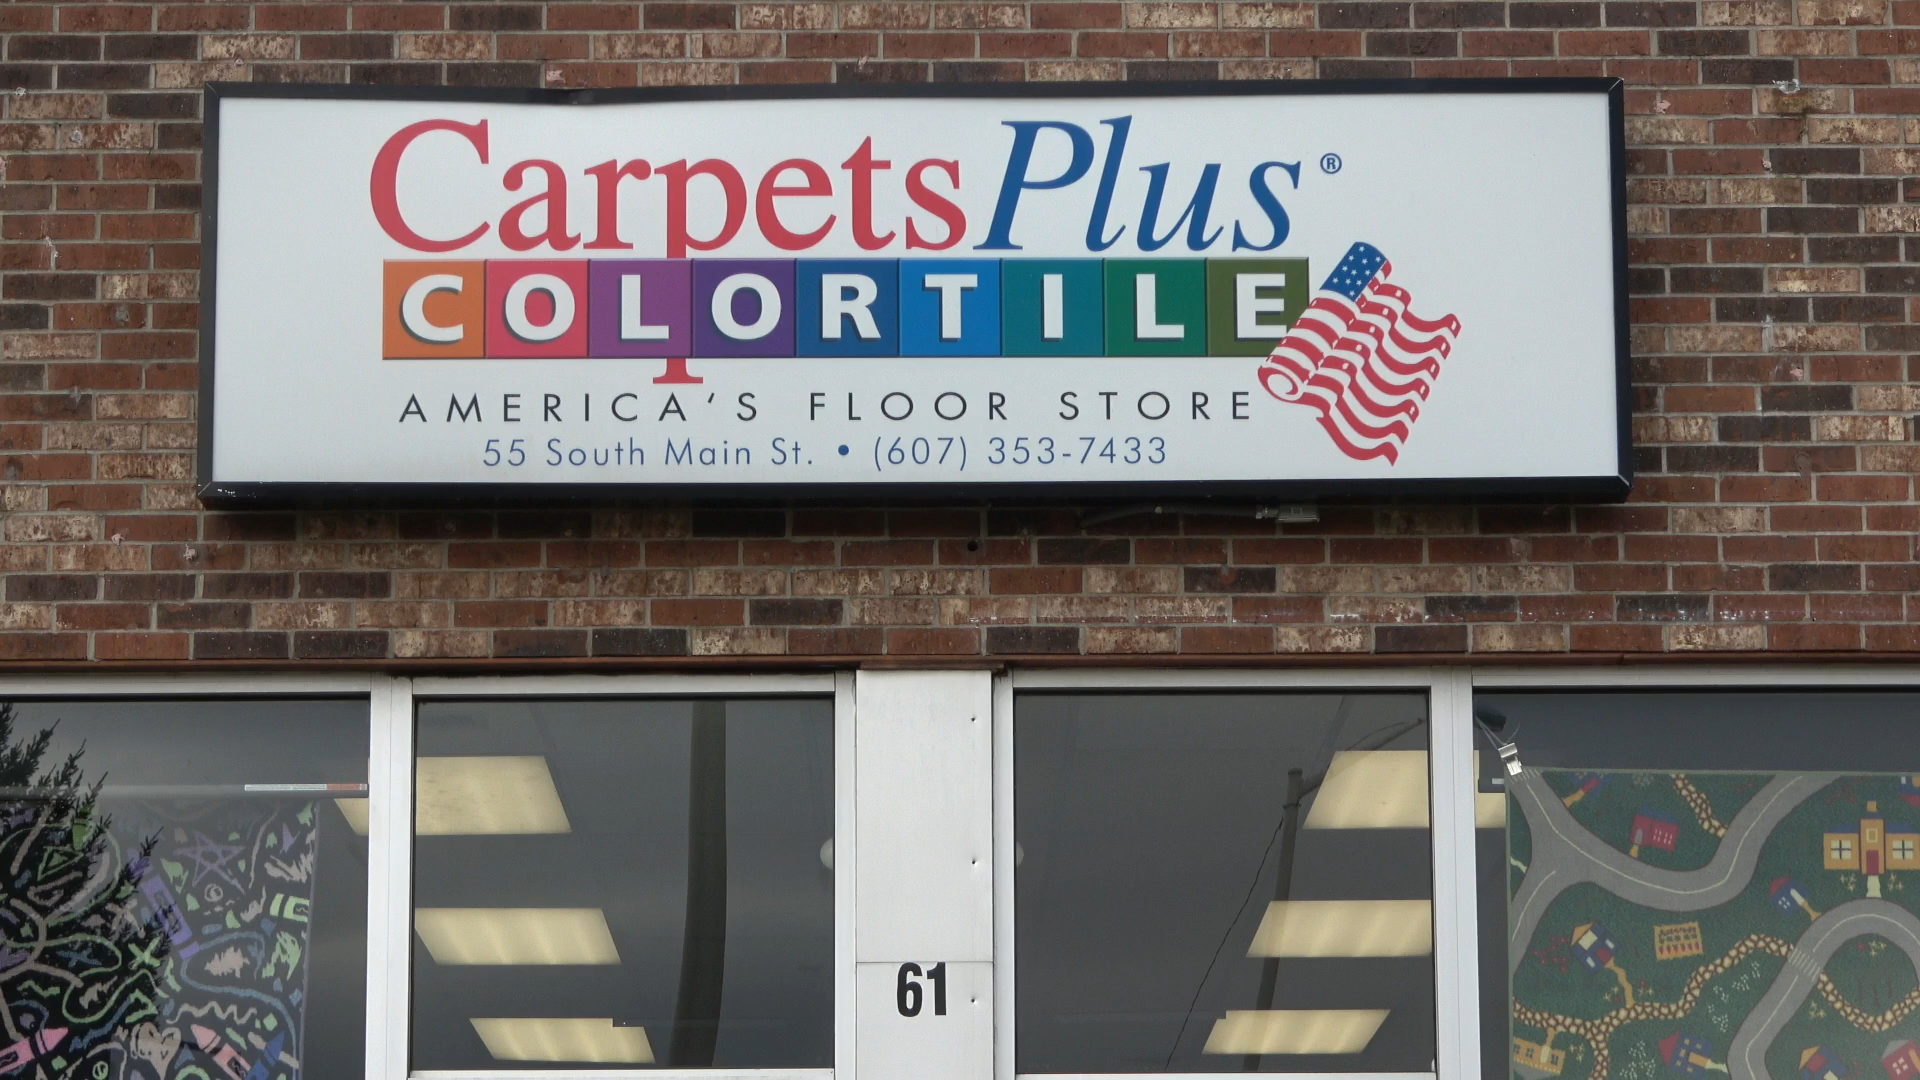 CarpetsPlus®
COLORTILE
AMERICA'S FLOOR STORE
55 South Main St. • (607) 353-7433
61